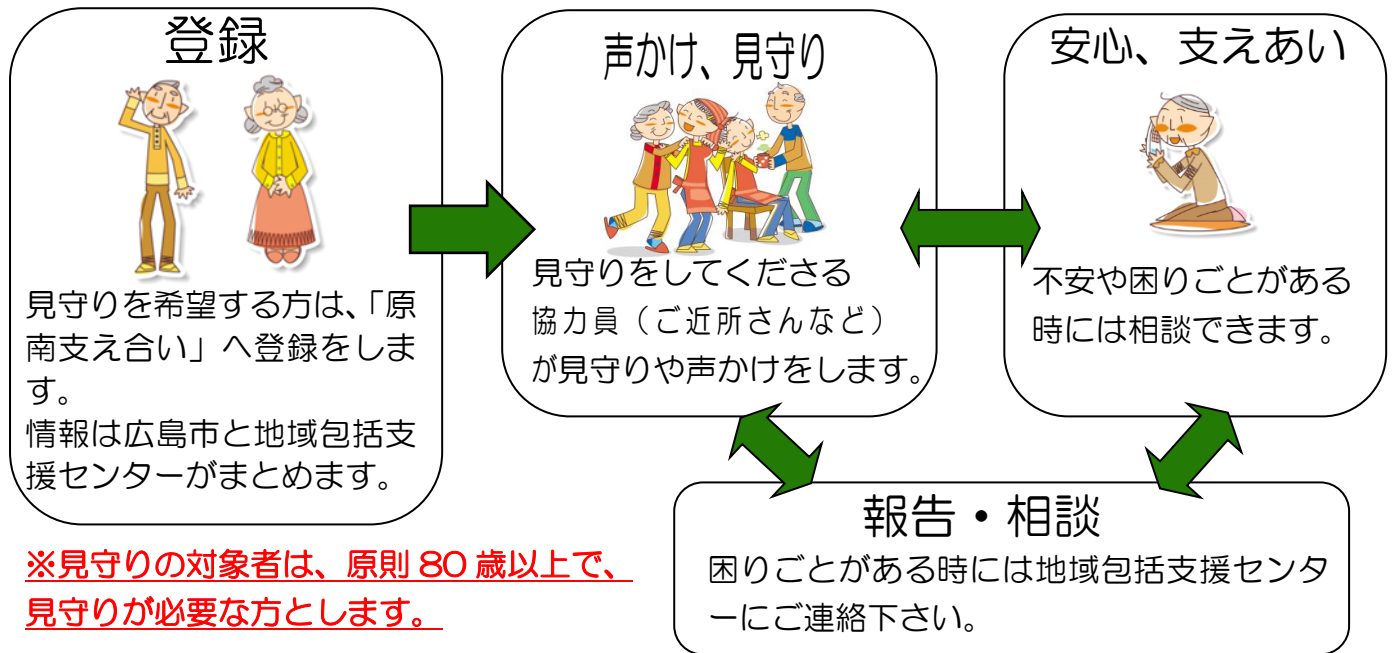 登録
見守りを希望する方は、「原
南支え合い」へ登録をしま
す。
情報は広島市と地域包括支
援センターがまとめます。
声かけ、見守り
見守りをしてくださる
協力員（ご近所さんなど）
が見守りや声かけをします。
安心、支えあい
不安や困りごとがある
時には相談できます。
報告・相談
困りごとがある時には地域包括支援センタ
ーにご連絡下さい。
※見守りの対象者は、原則 80 歳以上で、
見守りが必要な方とします。